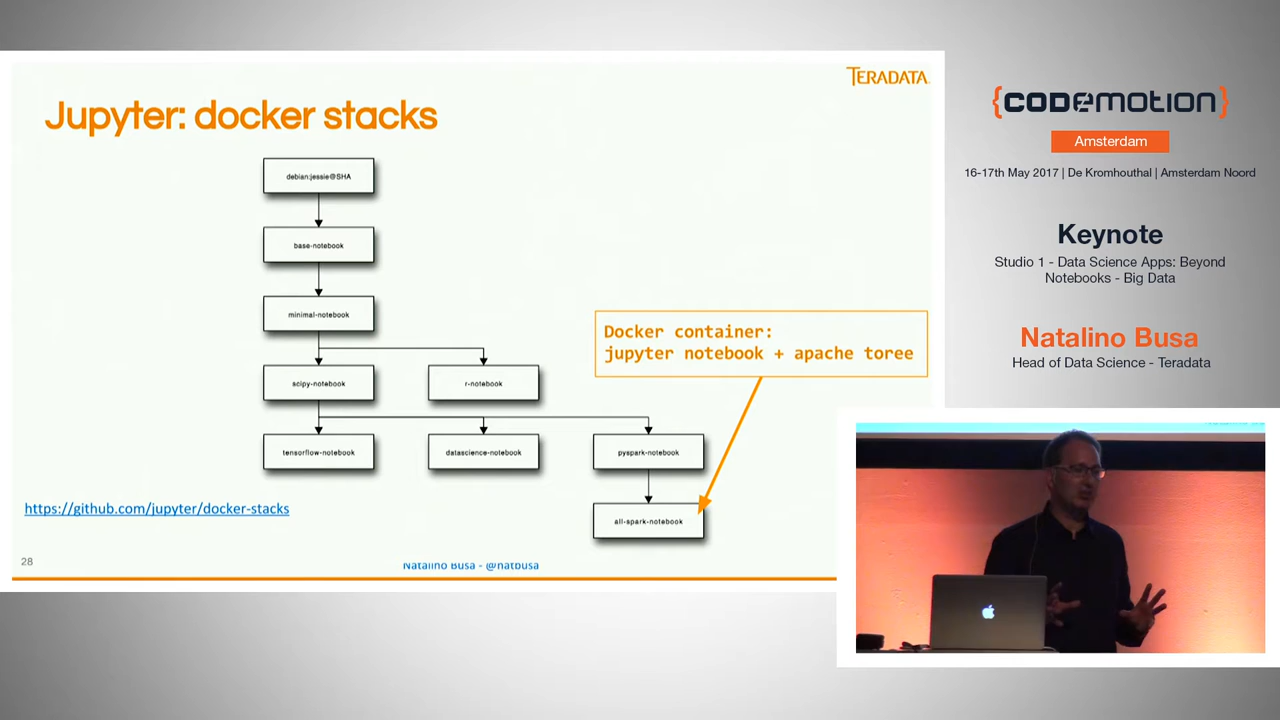 TERADATA
Jupyter: docker stacks
debian:jessie@SHA
base-notebook
minimal-notebook
scipy-notebook
r-notebook
tensorflow-notebook
datascience-notebook
pyspark-notebook
all-spark-notebook
Docker container:
jupyter notebook + apache toree
https://github.com/jupyter/docker-stacks
28
Natalino Busa - @natbusa
{CODEMOTION}
Amsterdam
16-17th May 2017 | De Kromhouthal | Amsterdam Noord
Keynote
Studio 1 - Data Science Apps: Beyond
Notebooks - Big Data
Natalino Busa
Head of Data Science - Teradata